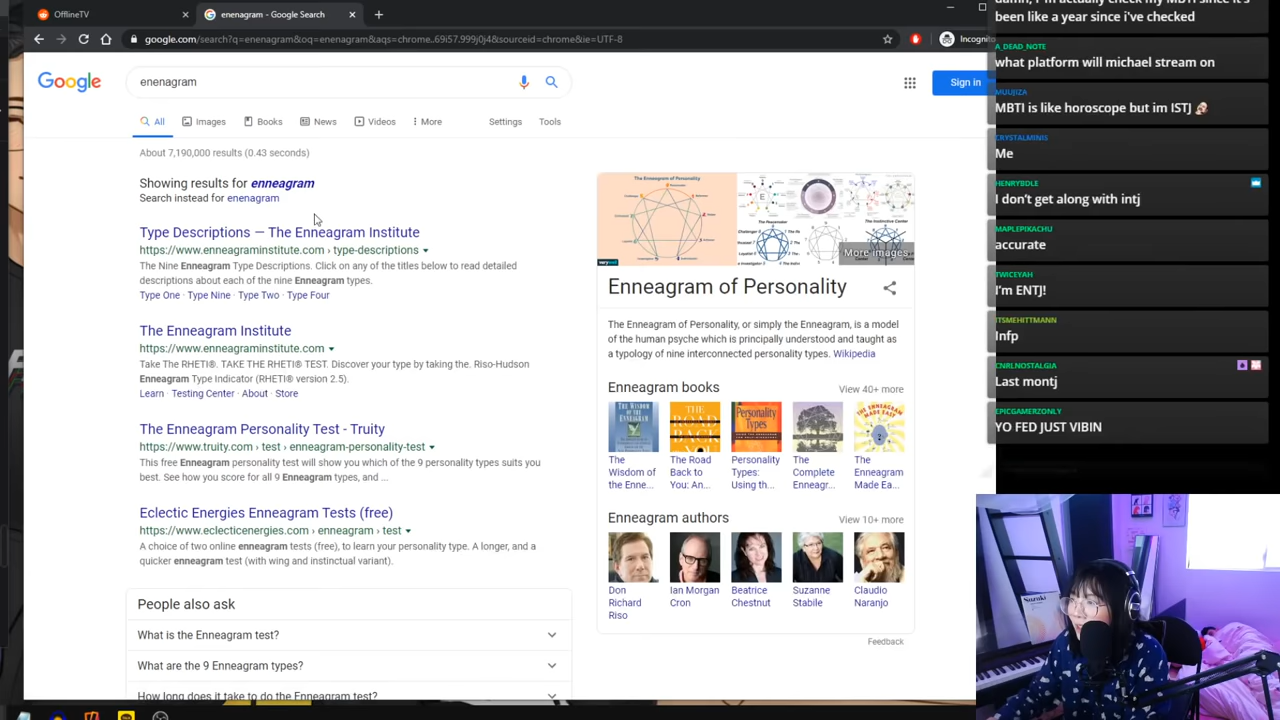 OfflineTV
enenagram - Google Search
google.com/search?q=enenagram&oq=enenagram&aqs=chrome..69i57.999j0j4&sourceid=chrome&ie=UTF-8
Incognito
Google
enenagram
Sign in
All
Images
Books
News
Videos
More
Settings
Tools
About 7,190,000 results (0.43 seconds)
Showing results for enneagram
Search instead for enenagram
Type Descriptions — The Enneagram Institute
https://www.enneagraminstitute.com › type-descriptions
The Nine Enneagram Type Descriptions. Click on any of the titles below to read detailed
descriptions about each of the nine Enneagram types.
Type One · Type Nine · Type Two · Type Four
The Enneagram Institute
https://www.enneagraminstitute.com
Take The RHETI®. TAKE THE RHETI® TEST. Discover your type by taking the. Riso-Hudson
Enneagram Type Indicator (RHETI® version 2.5).
Learn · Testing Center · About · Store
The Enneagram Personality Test - Truity
https://www.truity.com › test › enneagram-personality-test
This free Enneagram personality test will show you which of the 9 personality types suits you
best. See how you score for all 9 Enneagram types, and ...
Eclectic Energies Enneagram Tests (free)
https://www.eclecticenergies.com › enneagram › test
A choice of two online enneagram tests (free), to learn your personality type. A longer, and a
quicker enneagram test (with wing and instinctual variant).
People also ask
What is the Enneagram test?
What are the 9 Enneagram types?
How long does it take to do the Enneagram test?
The Enneagram of Personality
More images
Enneagram of Personality
The Enneagram of Personality, or simply the Enneagram, is a model
of the human psyche which is principally understood and taught as
a typology of nine interconnected personality types. Wikipedia
Enneagram books
View 40+ more
The
Wisdom of
the Enne...
The Road
Back to
You: An...
Personality
Types:
Using th...
The
Complete
Enneagr...
The
Enneagram
Made Ea...
Enneagram authors
View 10+ more
Don
Richard
Riso
Ian Morgan
Cron
Beatrice
Chestnut
Suzanne
Stabile
Claudio
Naranjo
Feedback
been like a year since i've checked
A_DEAD_NOTE
what platform will michael stream on
MUUJIZA
MBTI is like horoscope but im ISTJ
CRYSTALMINIS
Me
HENRYBDLE
I don't get along with intj
MAPLEPIKACHU
accurate
TWICEYAH
I'm ENTJ!
ITSMEHITTMANN
Infp
CNRLNOSTALGIA
Last montj
EPICGAMERZONLY
YO FED JUST VIBIN